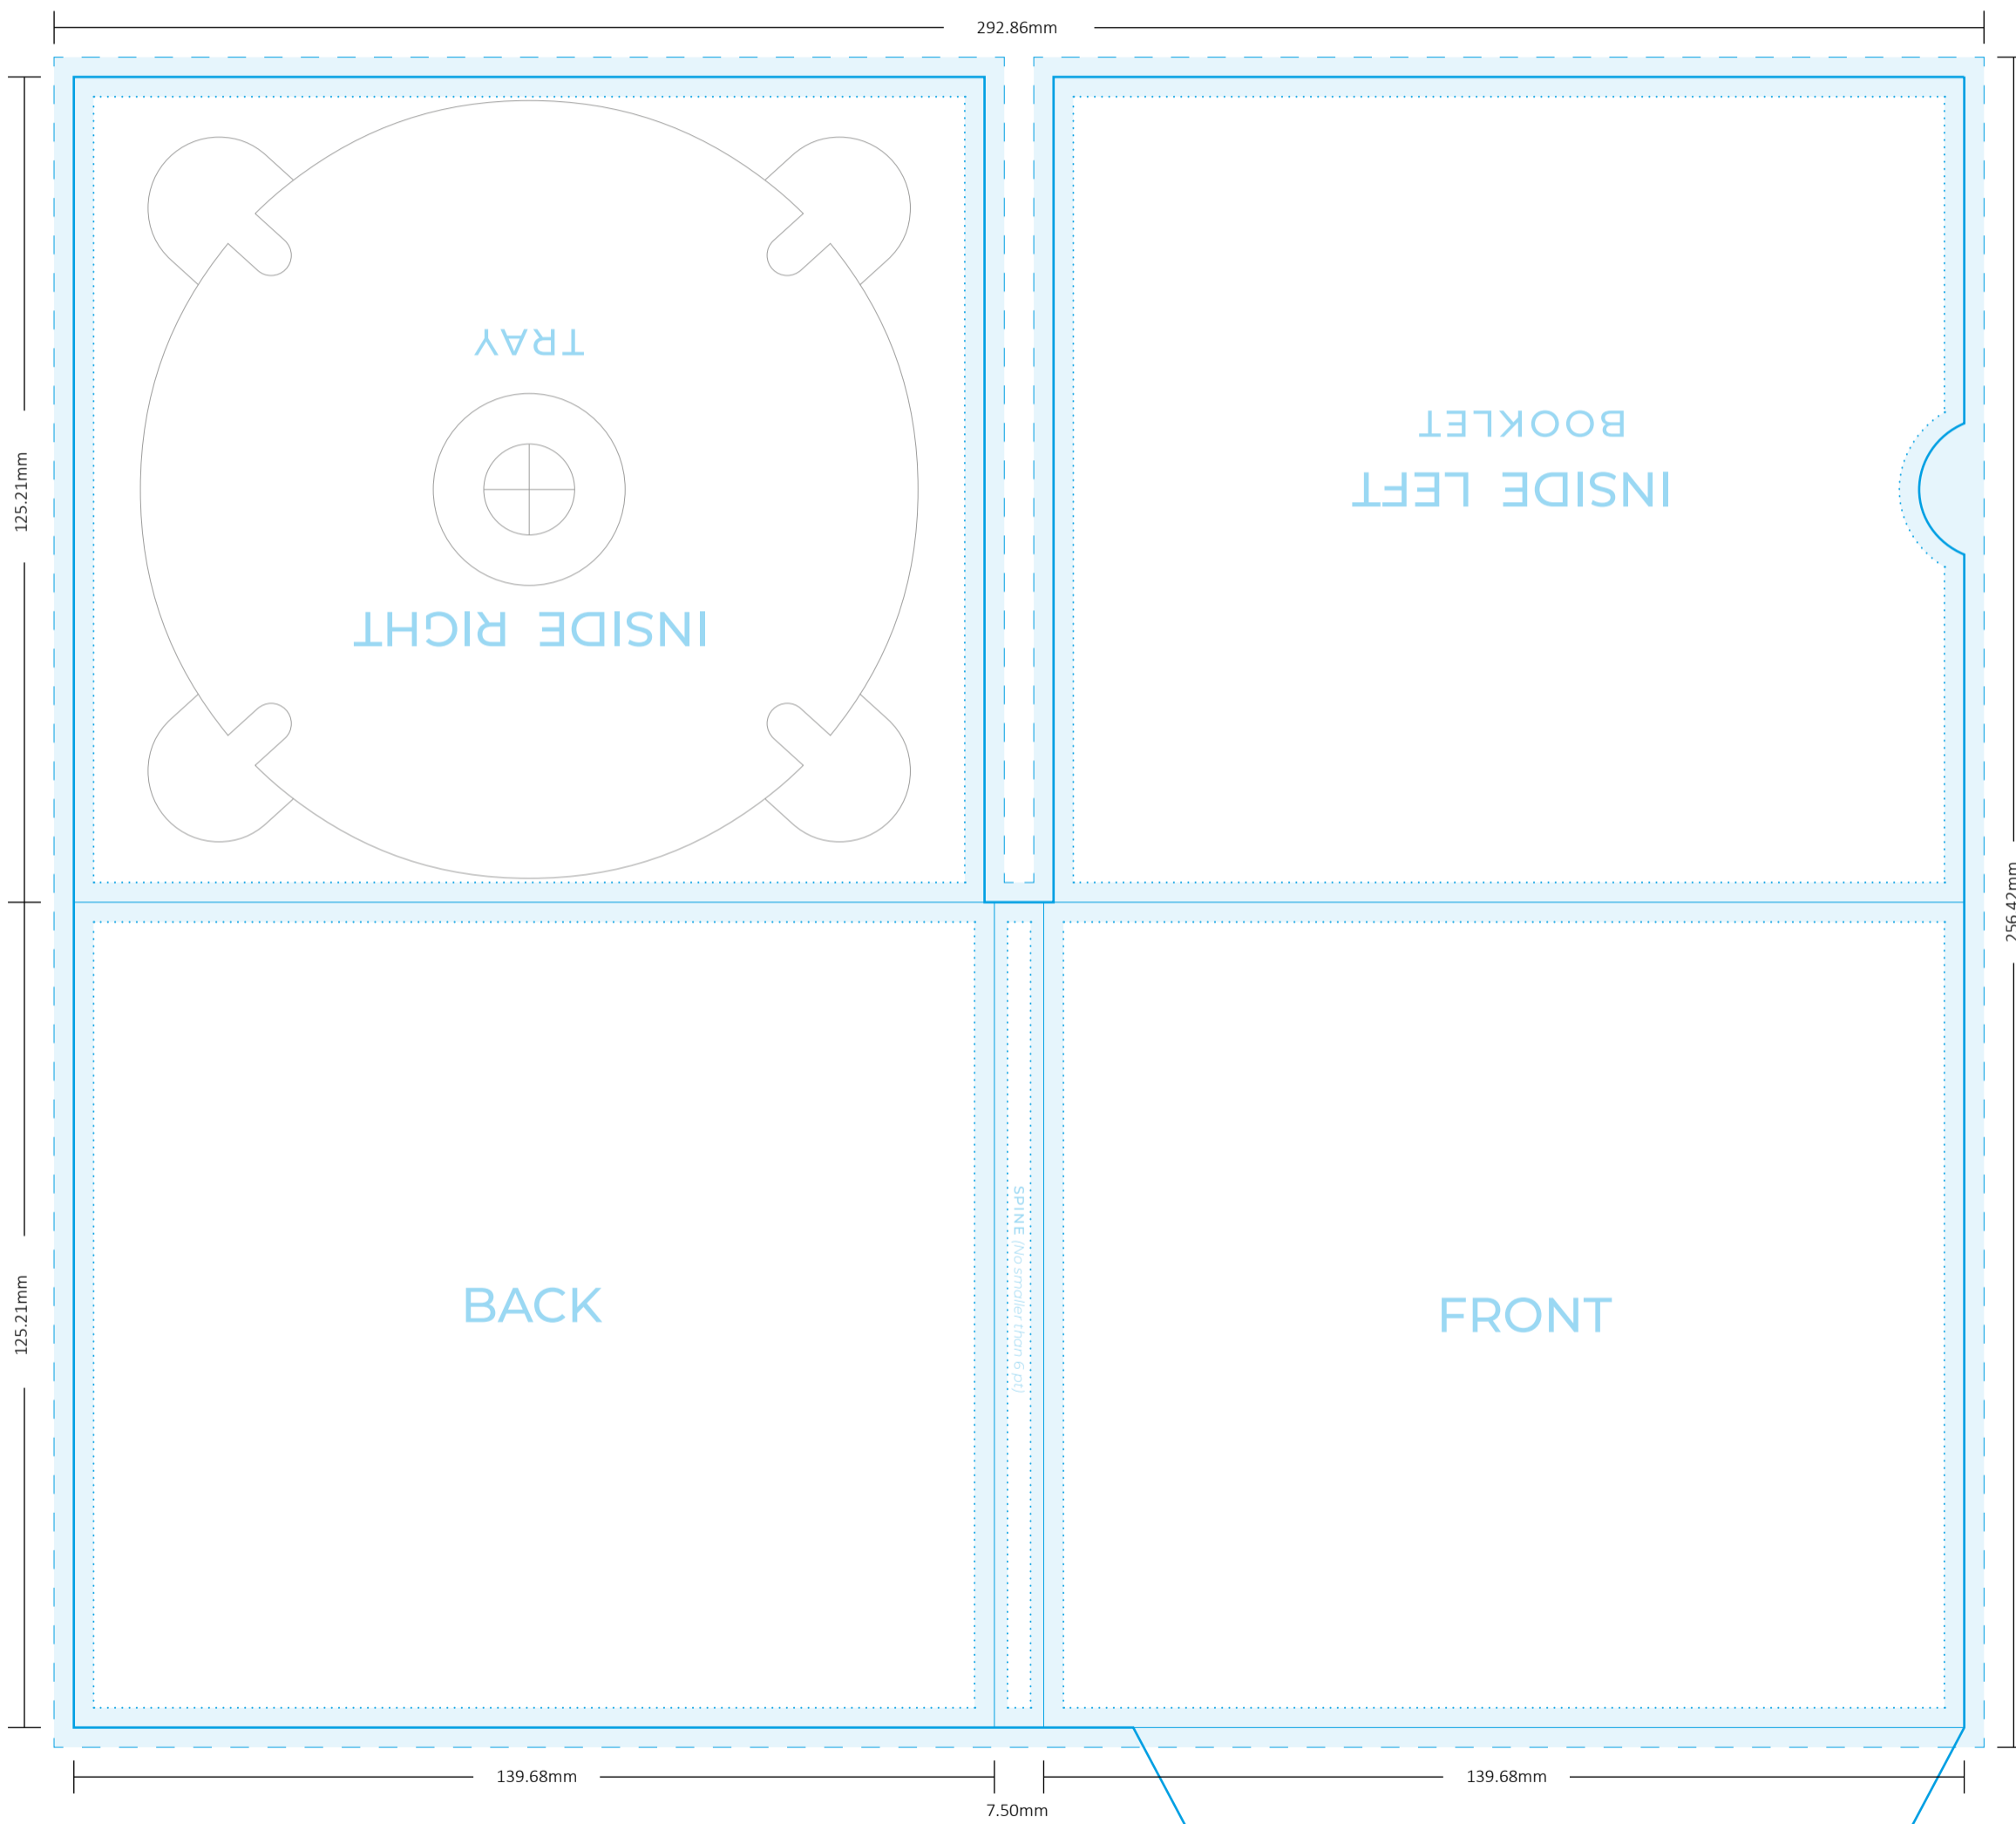 292.86mm
125.21mm
TRAY
INSIDE RIGHT
BOOKLET
INSIDE LEFT
256.42mm
125.21mm
BACK
SPINE (No smaller than 6 pt)
FRONT
139.68mm
7.50mm
139.68mm